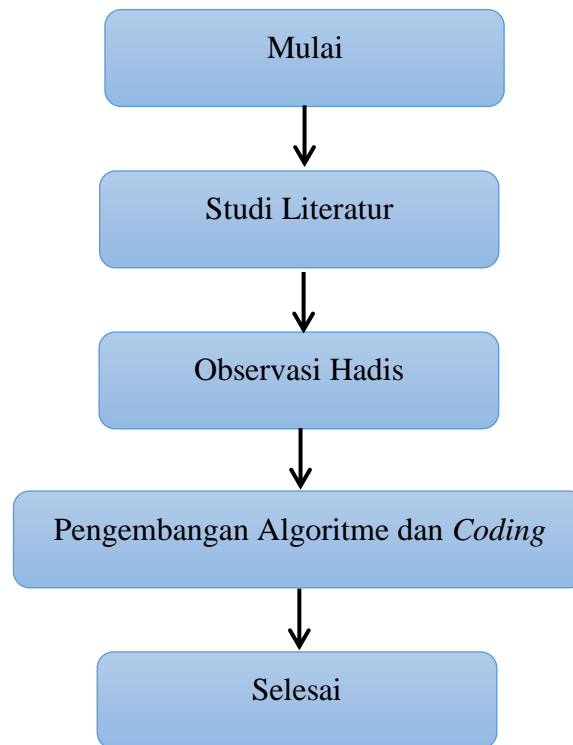 Mulai
Studi Literatur
Observasi Hadis
Pengembangan Algoritme dan Coding
Selesai